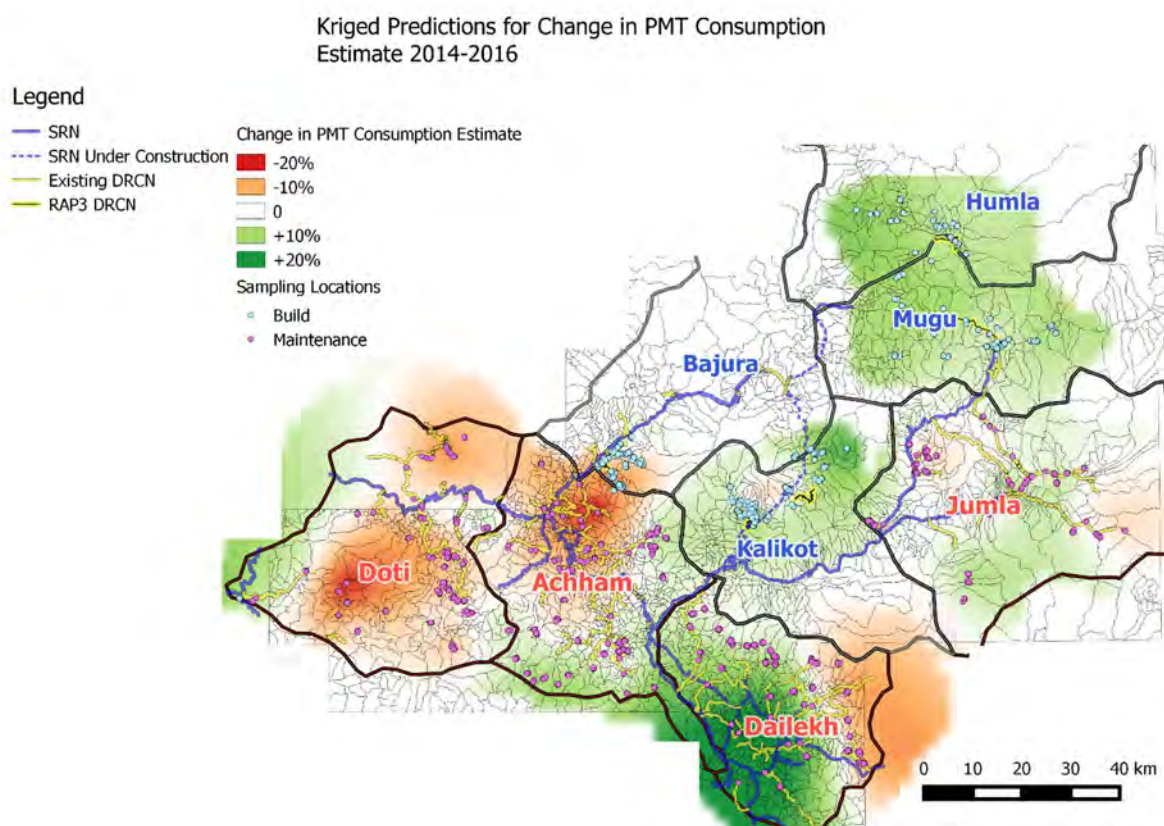 Kriged Predictions for Change in PMT Consumption
Estimate 2014-2016
Legend
SRN
SRN Under Construction
Existing DRCN
RAP3 DRCN
Change in PMT Consumption Estimate
-20%
-10%
0
+10%
+20%
Sampling Locations
Build
Maintenance
Humla
Mugu
Bajura
Jumla
Kalikot
Doti
Achham
Dailekh
0 10 20 30 40 km